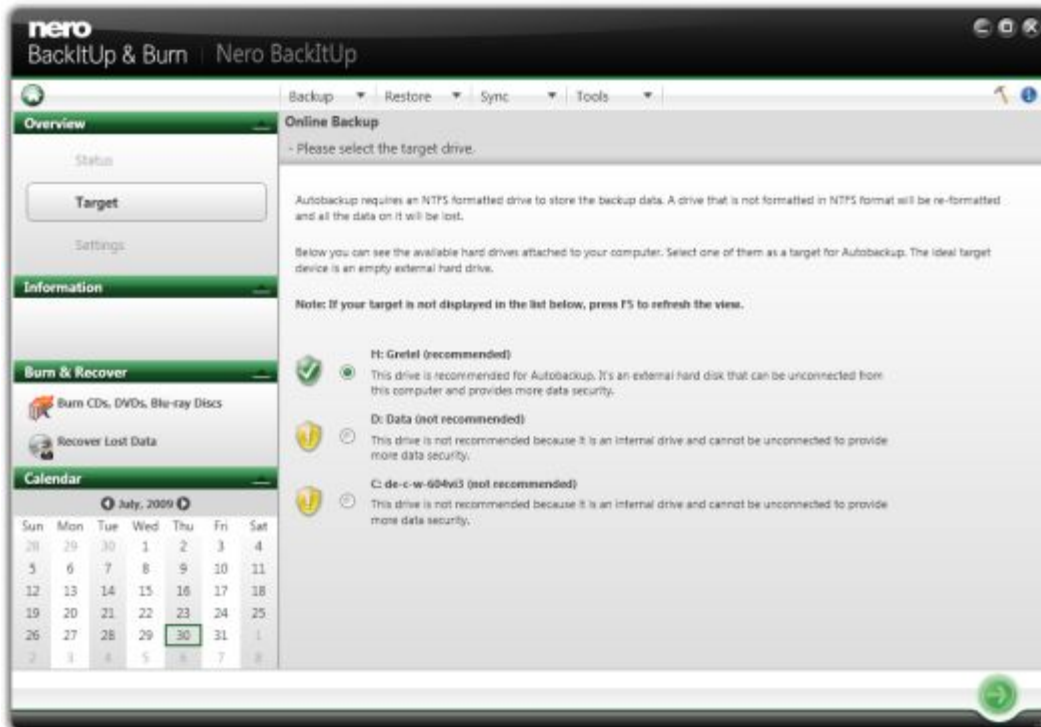 nero
BackItUp & Burn | Nero BackItUp
Backup Restore Sync Tools
Overview
Status
Target
Settings
Information
Burn & Recover
Burn CDs, DVDs, Blu-ray Discs
Recover Lost Data
Calendar
July, 2009
Sun Mon Tue Wed Thu Fri Sat
28 29 30 1 2 3 4
5 6 7 8 9 10 11
12 13 14 15 16 17 18
19 20 21 22 23 24 25
26 27 28 29 30 31 1
2 3 4 5 6 7 8
Online Backup
- Please select the target drive.
Autobackup requires an NTFS formatted drive to store the backup data. A drive that is not formatted in NTFS format will be re-formatted
and all the data on it will be lost.
Below you can see the available hard drives attached to your computer. Select one of them as a target for Autobackup. The ideal target
device is an empty external hard drive.
Note: If your target is not displayed in the list below, press F5 to refresh the view.
H: Gretel (recommended)
This drive is recommended for Autobackup. It's an external hard disk that can be unconnected from
this computer and provides more data security.
D: Data (not recommended)
This drive is not recommended because it is an internal drive and cannot be unconnected to provide
more data security.
C: de-c-w-604vi3 (not recommended)
This drive is not recommended because it is an internal drive and cannot be unconnected to provide
more data security.